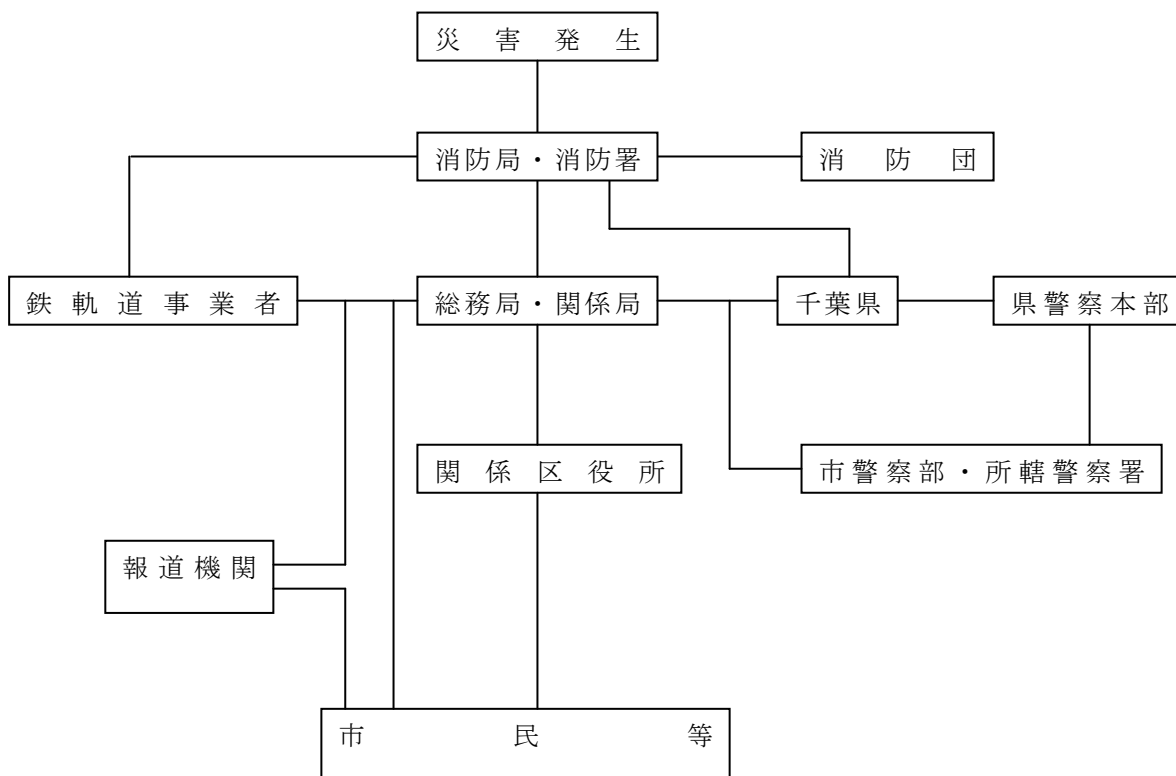 災害発生
消防局・消防署
消防団
鉄軌道事業者
総務局・関係局
千葉県
県警察本部
関係区役所
市警察部・所轄警察署
報道機関
市民等